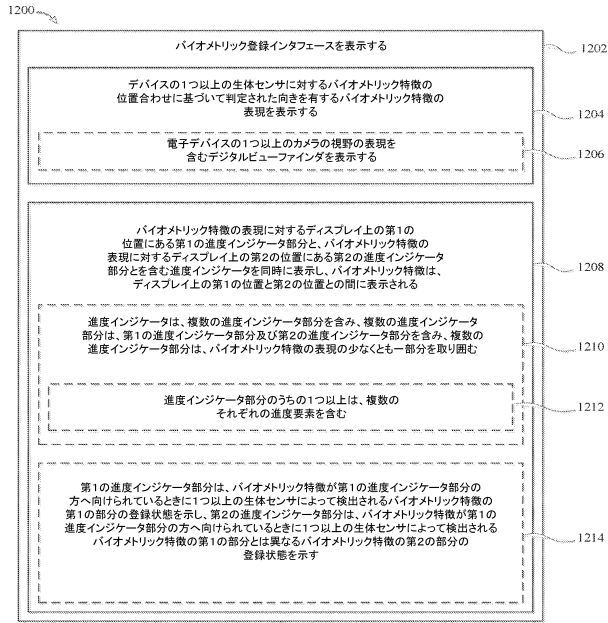 1200
バイオメトリック登録インタフェースを表示する
1202
デバイスの1つ以上の生体センサに対するバイオメトリック特徴の
位置合わせに基づいて判定された向きを有するバイオメトリック特徴の
表現を表示する
1204
電子デバイスの1つ以上のカメラの視野の表現を
含むデジタルビューファインダを表示する
1206
バイオメトリック特徴の表現に対するディスプレイ上の第1の
位置にある第1の進度インジケータ部分と、バイオメトリック特徴の
表現に対するディスプレイ上の第2の位置にある第2の進度インジケータ
部分とを含む進度インジケータを同時に表示し、バイオメトリック特徴は、
ディスプレイ上の第1の位置と第2の位置との間に表示される
1208
進度インジケータは、複数の進度インジケータ部分を含み、複数の進度インジケータ
部分は、第1の進度インジケータ部分及び第2の進度インジケータ部分を含み、複数の
進度インジケータ部分は、バイオメトリック特徴の表現の少なくとも一部分を取り囲む
1210
進度インジケータ部分のうちの1つ以上は、複数の
それぞれの進度要素を含む
1212
第1の進度インジケータ部分は、バイオメトリック特徴が第1の進度インジケータ部分の
方へ向けられているときに1つ以上の生体センサによって検出されるバイオメトリック特徴の
第1の部分の登録状態を示し、第2の進度インジケータ部分は、バイオメトリック特徴が第1の
進度インジケータ部分の方へ向けられているときに1つ以上の生体センサによって検出される
バイオメトリック特徴の第1の部分とは異なるバイオメトリック特徴の第2の部分の
登録状態を示す
1214